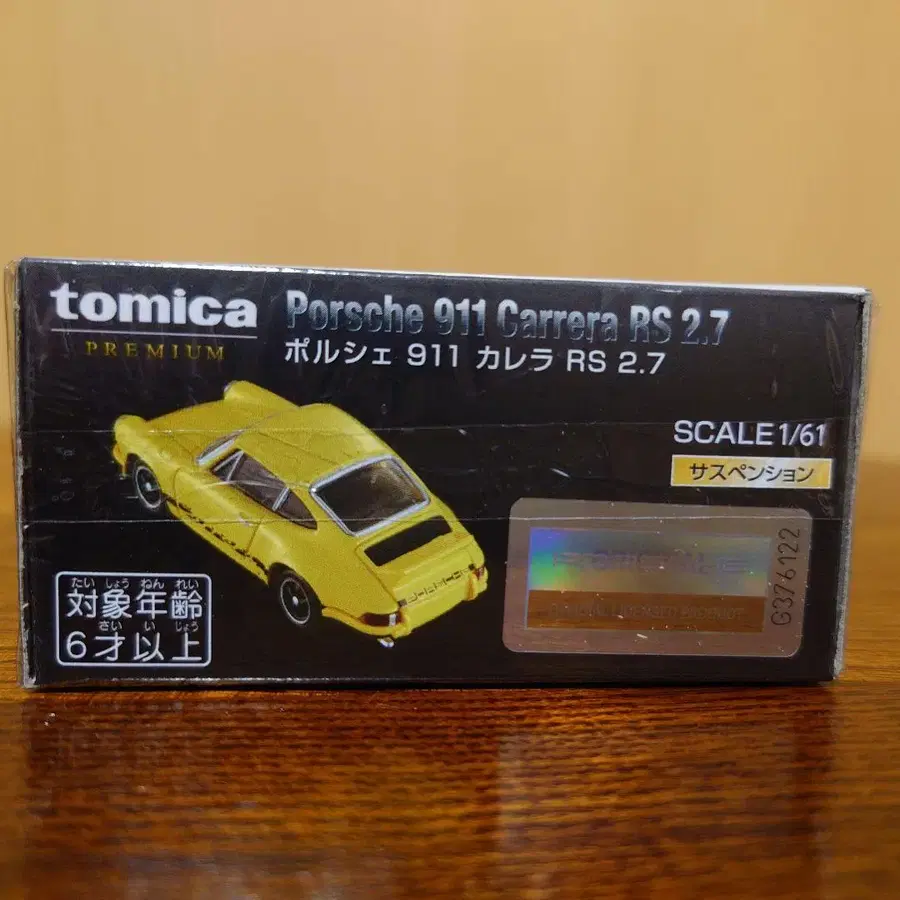 tomica
PREMIUM
Porsche 911 Carrera RS 2.7
ポルシェ 911 カレラ RS 2.7
SCALE 1/61
サスペンション
PORSCHE
G376122
たい しょう ねん れい
対象年齢
さい い じょう
6才以上